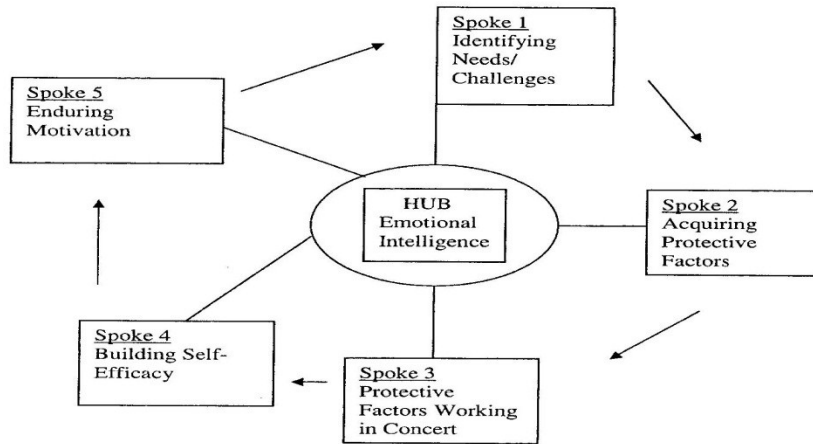 Spoke 1
Identifying
Needs/
Challenges
Spoke 2
Acquiring
Protective
Factors
Spoke 3
Protective
Factors Working
in Concert
Spoke 4
Building Self-
Efficacy
Spoke 5
Enduring
Motivation
HUB
Emotional
Intelligence